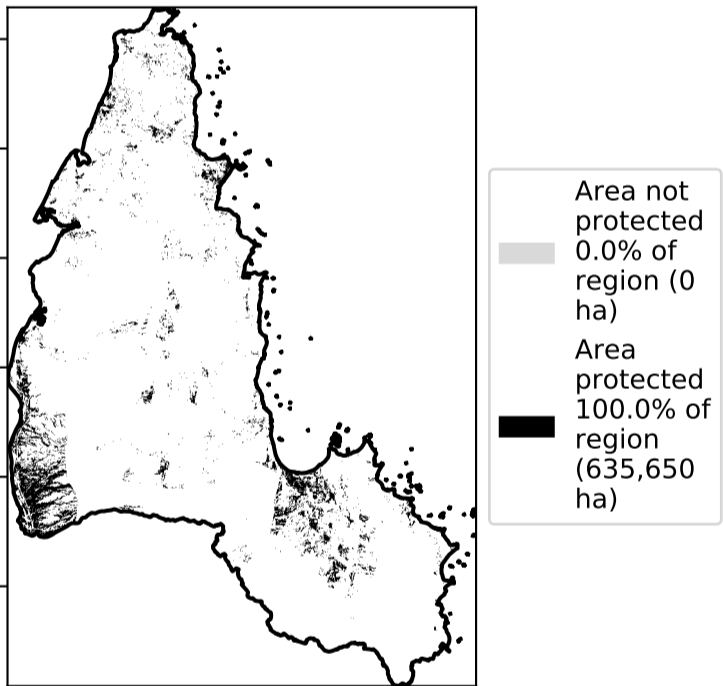 Area not
protected
0.0% of
region (0
ha)
Area
protected
100.0% of
region
(635,650
ha)